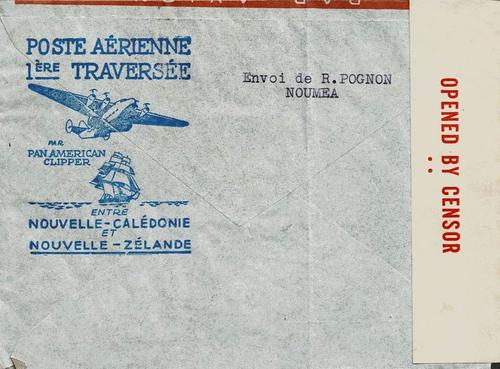 POSTE AÉRIENNE
1ÈRE TRAVERSÉE
PAR
PAN AMERICAN
CLIPPER
ENTRE
NOUVELLE-CALÉDONIE
ET
NOUVELLE-ZÉLANDE
Envoi de R.POGNON
NOUMEA
OPENED BY CENSOR